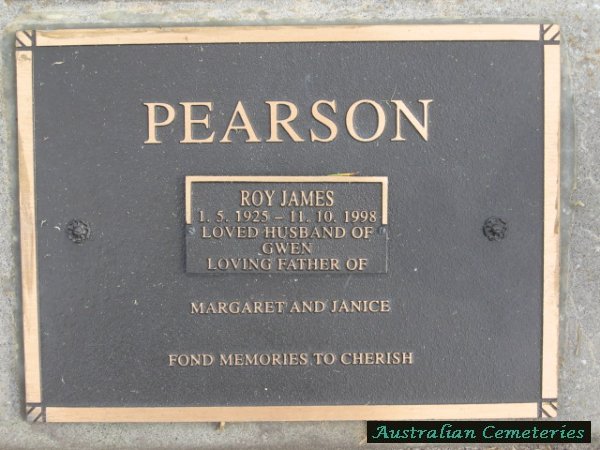 PEARSON
ROY JAMES
1. 5. 1925 – 11. 10. 1998
LOVED HUSBAND OF
GWEN
LOVING FATHER OF
MARGARET AND JANICE
FOND MEMORIES TO CHERISH
Australian Cemeteries